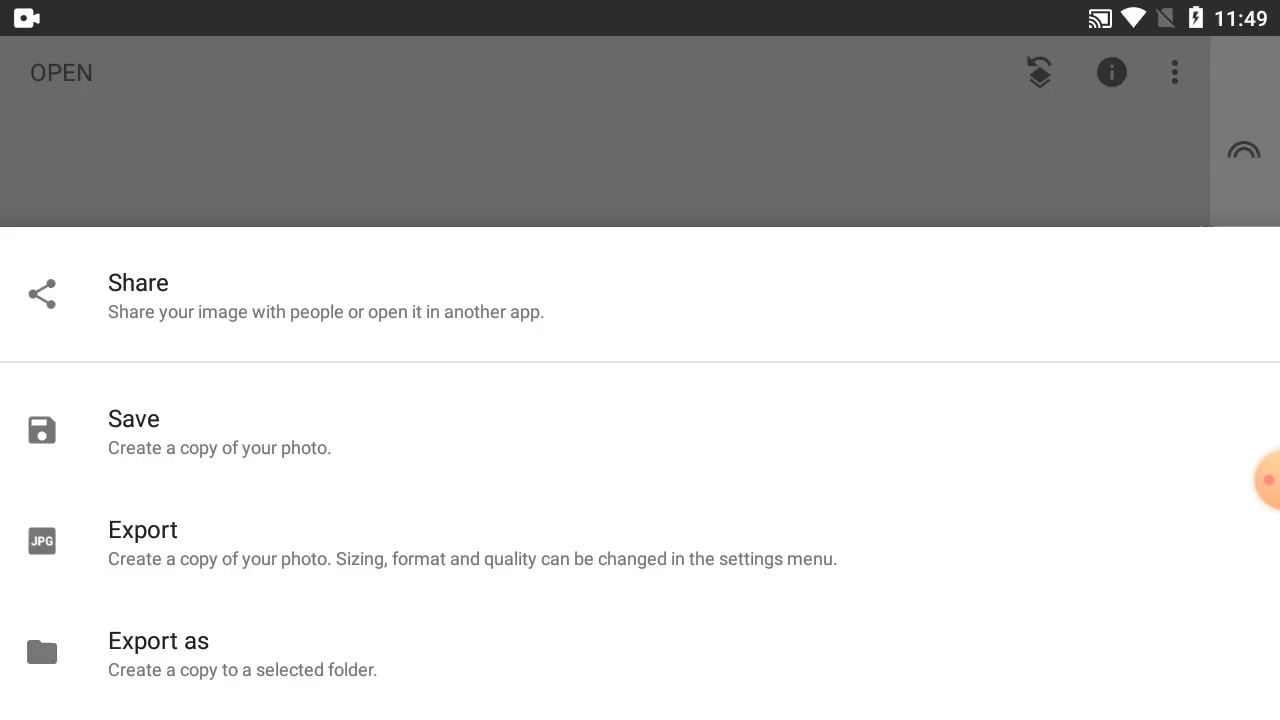 11:49
OPEN
Share
Share your image with people or open it in another app.
Save
Create a copy of your photo.
JPG
Export
Create a copy of your photo. Sizing, format and quality can be changed in the settings menu.
Export as
Create a copy to a selected folder.